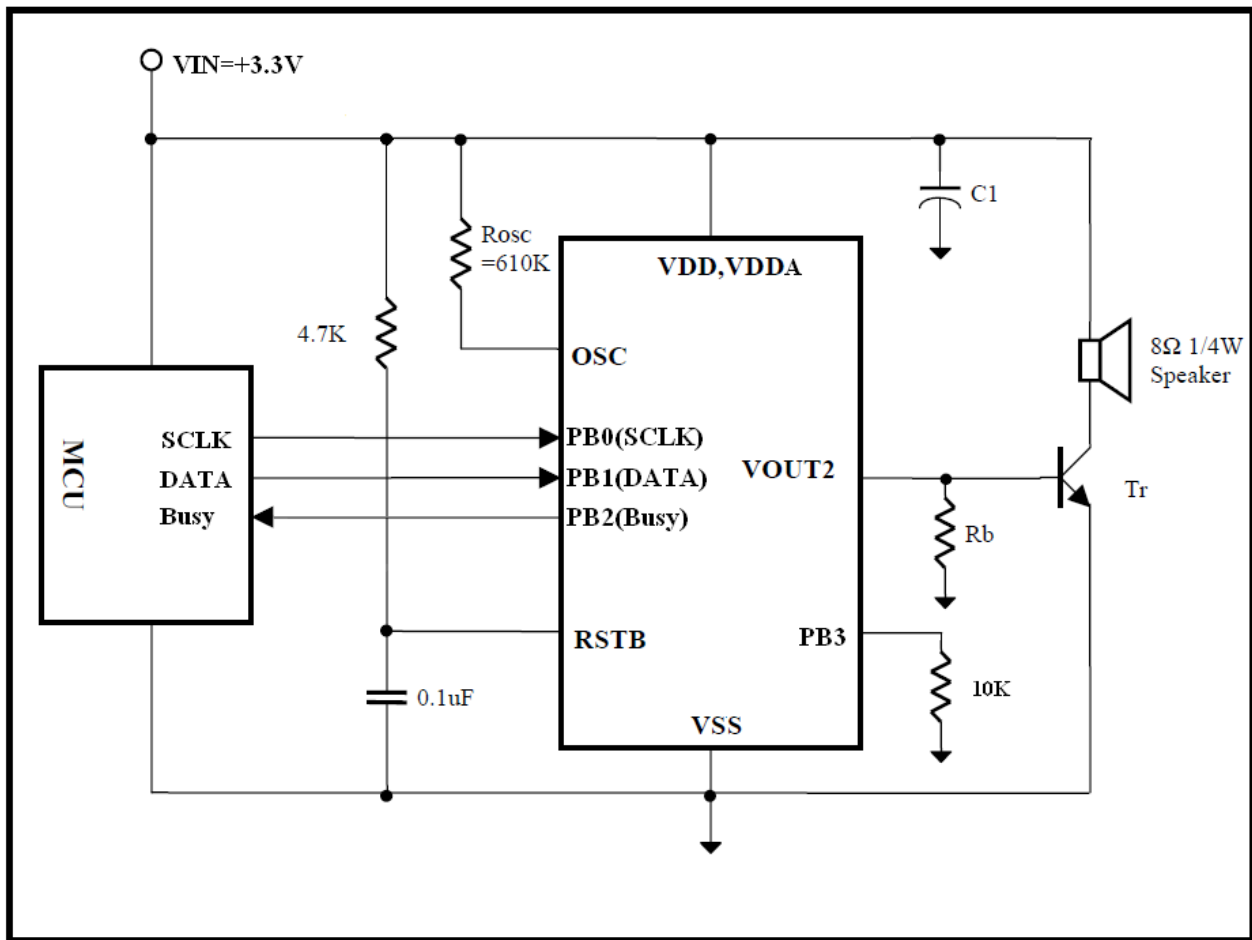 VIN=+3.3V
C1
Rosc
=610K
VDD,VDDA
4.7K
8Ω 1/4W
Speaker
OSC
MCU
SCLK
PB0(SCLK)
DATA
PB1(DATA)
VOUT2
Busy
PB2(Busy)
Tr
Rb
RSTB
PB3
0.1uF
10K
VSS